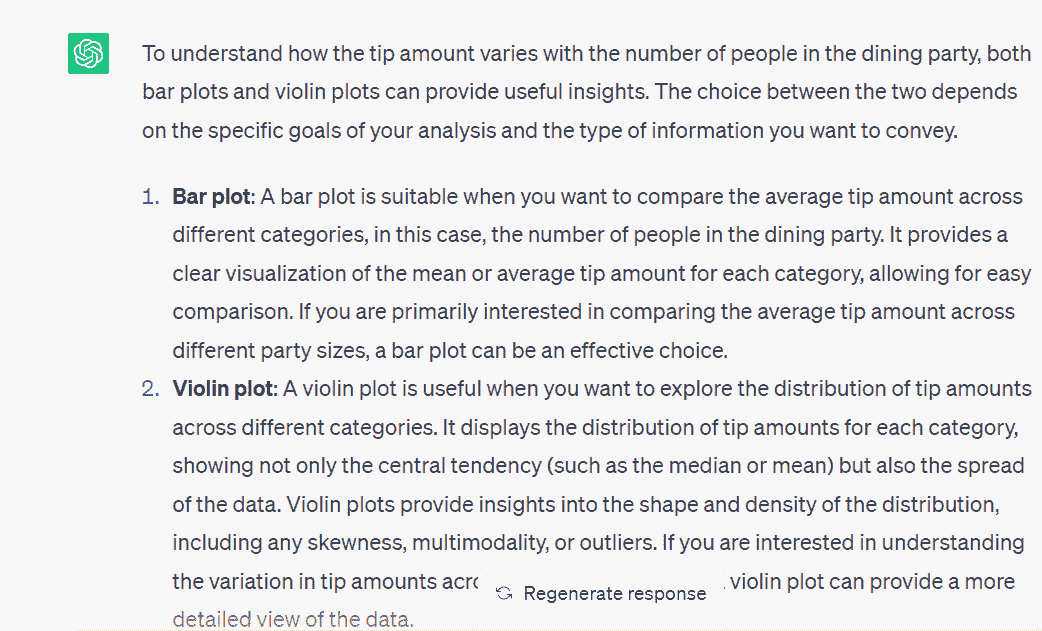 To understand how the tip amount varies with the number of people in the dining party, both
bar plots and violin plots can provide useful insights. The choice between the two depends
on the specific goals of your analysis and the type of information you want to convey.
1. Bar plot: A bar plot is suitable when you want to compare the average tip amount across
different categories, in this case, the number of people in the dining party. It provides a
clear visualization of the mean or average tip amount for each category, allowing for easy
comparison. If you are primarily interested in comparing the average tip amount across
different party sizes, a bar plot can be an effective choice.
2. Violin plot: A violin plot is useful when you want to explore the distribution of tip amounts
across different categories. It displays the distribution of tip amounts for each category,
showing not only the central tendency (such as the median or mean) but also the spread
of the data. Violin plots provide insights into the shape and density of the distribution,
including any skewness, multimodality, or outliers. If you are interested in understanding
the variation in tip amounts violin plot can provide a more
Regenerate response
detailed view of the data.